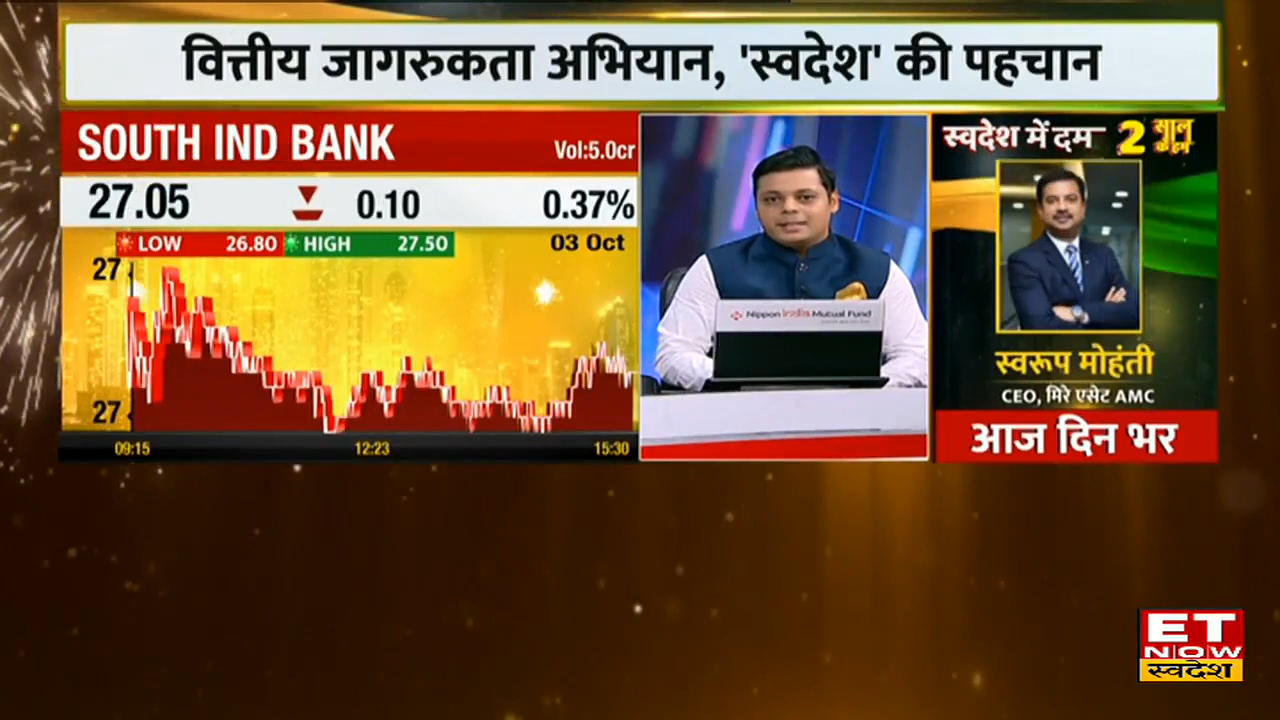 वित्तीय जागरुकता अभियान, 'स्वदेश' की पहचान
SOUTH IND BANK
Vol:5.0cr
27.05 0.10 0.37%
LOW 26.80 HIGH 27.50 03 Oct
27
27
09:15 12:23 15:30
Nippon india Mutual Fund
स्वदेश में दम 2 साल
स्वरूप मोहंती
CEO, मिरे एसेट AMC
आज दिन भर
ET
NOW
स्वदेश